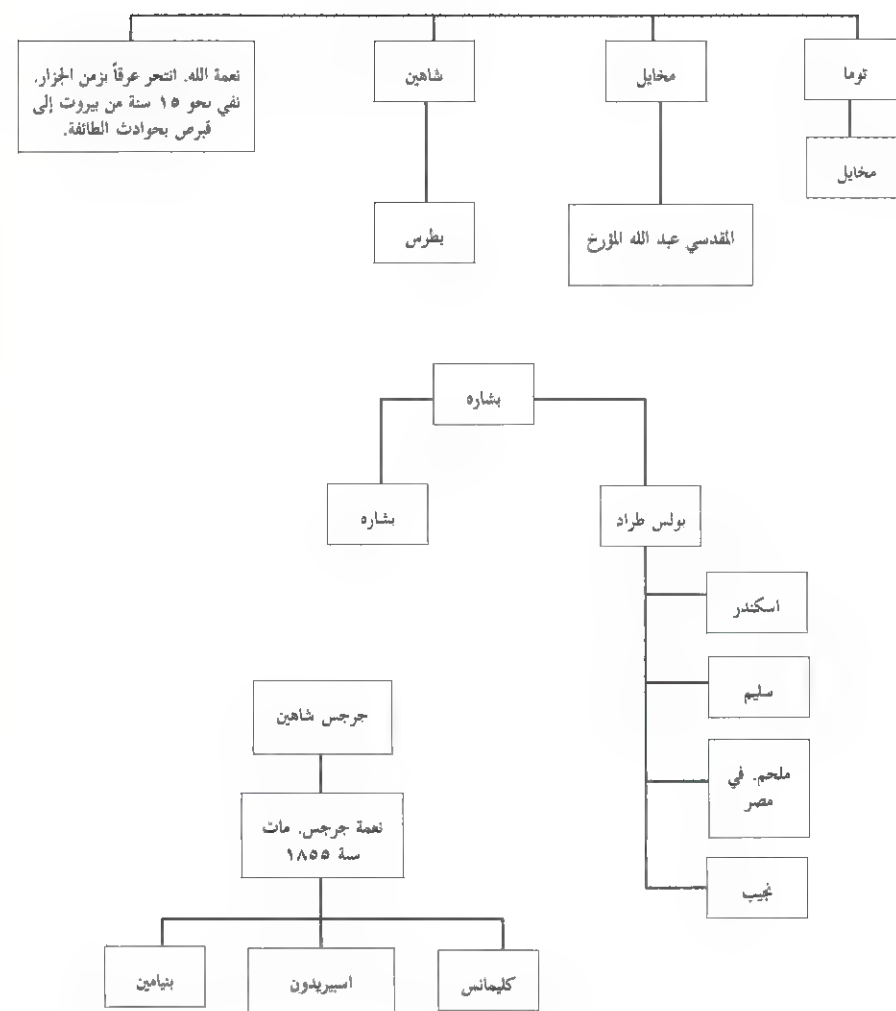 توما
مخايل
شاهين
نعمة الله. انتحر عرقاً بزمن الجزار.
نفي نحو ١٥ سنة من بيروت إلى
قبرص بحوادث الطائفة.
مخايل
المقدسي عبد الله المؤرخ
بطرس
بشاره
بولس طراد
بشاره
اسكندر
سليم
ملحم. في
مصر
نجيب
جرجس شاهين
نعمة جرجس. مات
سنة ١٨٥٥
كليمانس
اسبيريدون
بنيامين